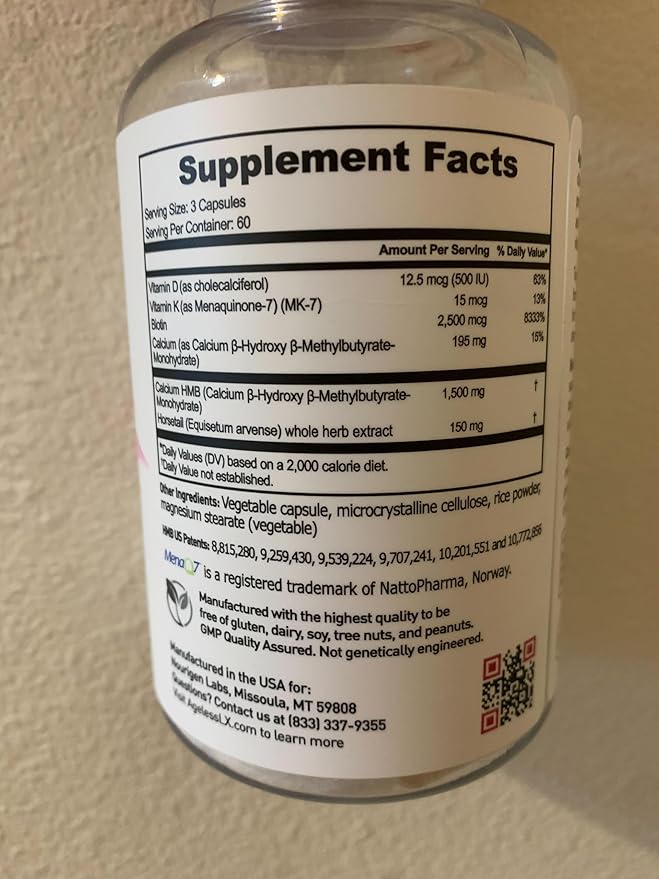 Supplement Facts
Serving Size: 3 Capsules
Serving Per Container: 60
Amount Per Serving % Daily Value*
Vitamin D (as cholecalciferol) 12.5 mcg (500 IU) 63%
Vitamin K (as Menaquinone-7) (MK-7) 15 mcg 13%
Biotin 2,500 mcg 8333%
Calcium (as Calcium β-Hydroxy β-Methylbutyrate- 195 mg 15%
Monohydrate)
Calcium HMB (Calcium β-Hydroxy β-Methylbutyrate- 1,500 mg †
Monohydrate)
Horsetail (Equisetum arvense) whole herb extract 150 mg †
*Daily Values (DV) based on a 2,000 calorie diet.
*Daily Value not established.
Other Ingredients: Vegetable capsule, microcrystalline cellulose, rice powder,
magnesium stearate (vegetable)
HMB US Patents: 8,815,280, 9,259,430, 9,539,224, 9,707,241, 10,201,551 and 10,772,856
MenaQ7 is a registered trademark of NattoPharma, Norway.
Manufactured with the highest quality to be
free of gluten, dairy, soy, tree nuts, and peanuts.
GMP Quality Assured. Not genetically engineered.
Manufactured in the USA for:
Nourigen Labs, Missoula, MT 59808
Questions? Contact us at (833) 337-9355
Visit AgelessLX.com to learn more